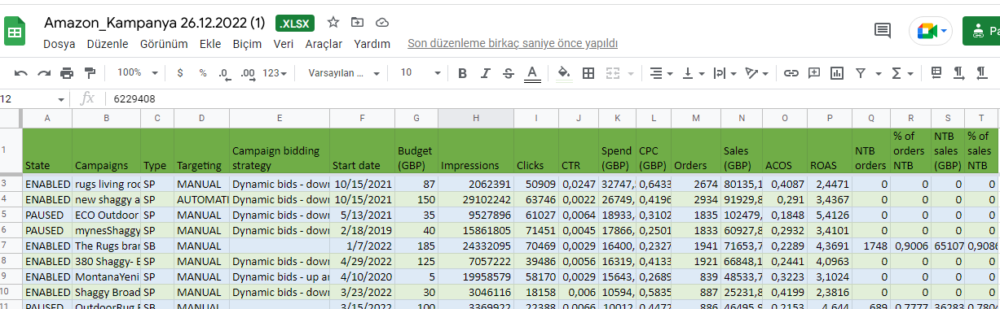 Amazon_Kampanya 26.12.2022 (1) .XLSX
Dosya Düzenle Görünüm Ekle Biçim Veri Araçlar Yardım Son düzenleme birkaç saniye önce yapıldı
100% $ % .0 .00 123 Varsayılan ... 10 B I S A
12 fx 6229408
A B C D E F G H I J K L M N O P Q R S T
1 State Campaigns Type Targeting Campaign bidding strategy Start date Budget (GBP) Impressions Clicks CTR Spend (GBP) CPC (GBP) Orders Sales (GBP) ACOS ROAS NTB orders % of orders NTB NTB sales (GBP) % of sales NTB
3 ENABLED rugs living roo SP MANUAL Dynamic bids - down 10/15/2021 87 2062391 50909 0,0247 32747, 0,6433 2674 80135,1 0,4087 2,4471 0 0 0 0
4 ENABLED new shaggy a SP AUTOMATI Dynamic bids - down 10/15/2021 150 29102242 63746 0,0022 26749, 0,4196 2934 91929,8 0,291 3,4367 0 0 0 0
5 PAUSED ECO Outdoor SP MANUAL Dynamic bids - down 5/13/2021 35 9527896 61027 0,0064 18933, 0,3102 1835 102479, 0,1848 5,4126 0 0 0 0
6 PAUSED mynesShaggy SP MANUAL Dynamic bids - down 2/18/2019 40 15861805 71451 0,0045 17866, 0,2501 1833 60927,8 0,2932 3,4101 0 0 0 0
7 ENABLED The Rugs bran SB MANUAL 1/7/2022 185 24332095 70469 0,0029 16400, 0,2327 1941 71653,7 0,2289 4,3691 1748 0,9006 65107 0,9086
8 ENABLED 380 Shaggy- E SP MANUAL Dynamic bids - down 4/29/2022 125 7057222 39486 0,0056 16319, 0,4133 1921 66848,1 0,2441 4,0963 0 0 0 0
9 ENABLED MontanaYeni SP MANUAL Dynamic bids - up an 4/10/2020 5 19958579 58170 0,0029 15643, 0,2689 839 48533,7 0,3223 3,1024 0 0 0 0
10 ENABLED Shaggy Broad SP MANUAL Dynamic bids - down 3/23/2022 30 3046116 18158 0,006 10594, 0,5835 887 25231,8 0,4199 2,3816 0 0 0 0
11 PAUSED OutdoorRug SB MANUAL 3/15/2022 100 3369922 22388 0,0066 10012 0,4472 886 46495,9 0,2153 4,644 689 0,7777 36283 0,7804